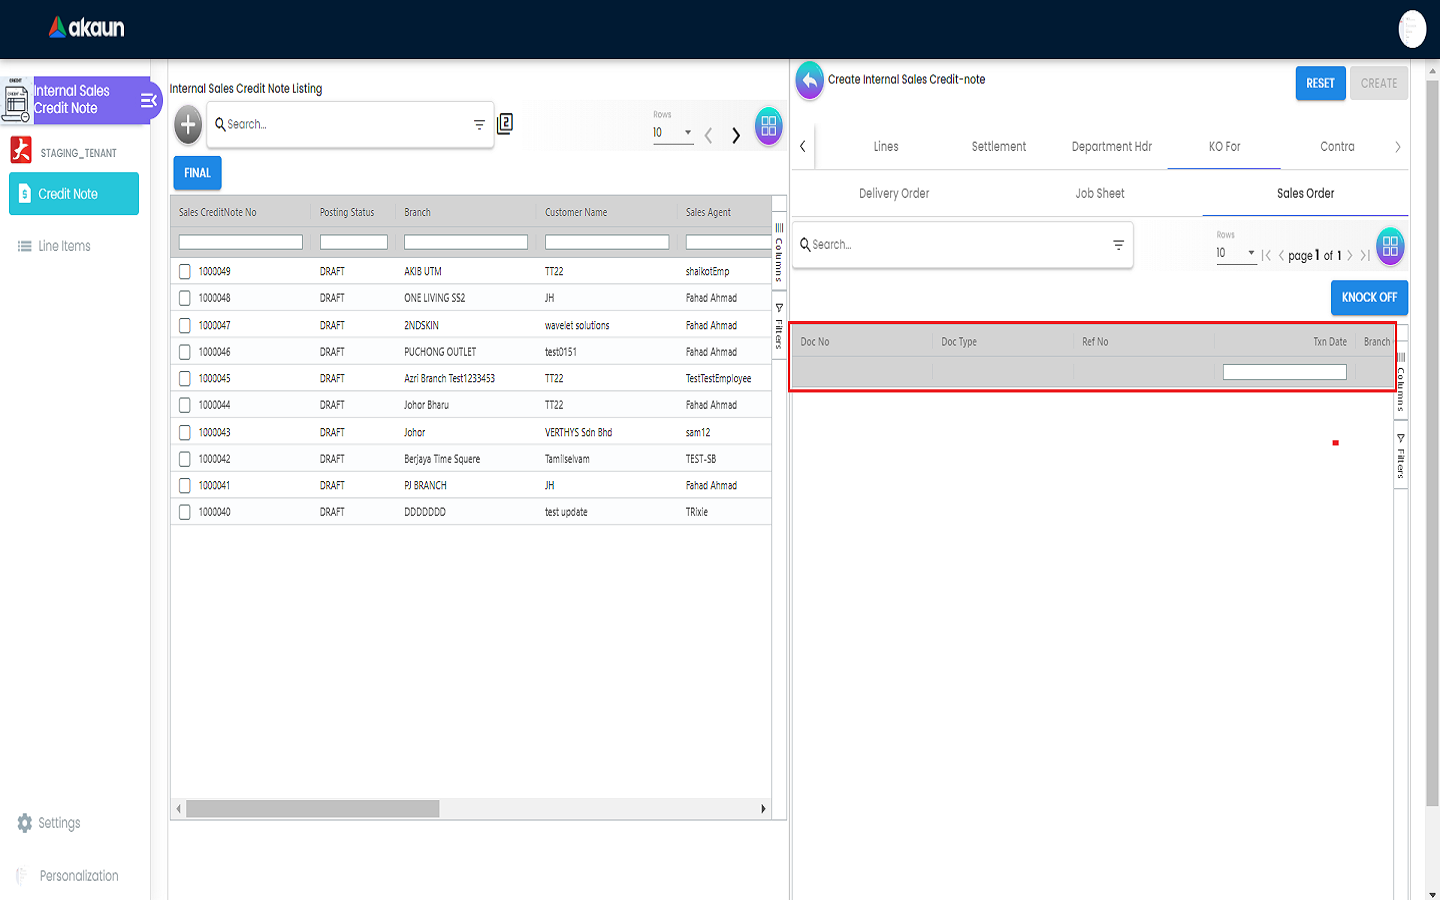 akaun
CREDIT
Internal Sales
Credit Note
STAGING_TENANT
Credit Note
Line Items
Settings
Personalization
Internal Sales Credit Note Listing
Search...
2
Rows
10
FINAL
Sales CreditNote No Posting Status Branch Customer Name Sales Agent
1000049 DRAFT AKIB UTM TT22 shaikotEmp
1000048 DRAFT ONE LIVING SS2 JH Fahad Ahmad
1000047 DRAFT 2NDSKIN wavelet solutions Fahad Ahmad
1000046 DRAFT PUCHONG OUTLET test0151 Fahad Ahmad
1000045 DRAFT Azri Branch Test1233453 TT22 TestTestEmployee
1000044 DRAFT Johor Bharu TT22 Fahad Ahmad
1000043 DRAFT Johor VERTHYS Sdn Bhd sam12
1000042 DRAFT Berjaya Time Squere Tamilselvam TEST-SB
1000041 DRAFT PJ BRANCH JH Fahad Ahmad
1000040 DRAFT DDDDDDD test update TRixie
Columns
Filters
Create Internal Sales Credit-note
RESET
CREATE
Lines Settlement Department Hdr KO For Contra
Delivery Order Job Sheet Sales Order
Search...
Rows
10
page 1 of 1
KNOCK OFF
Doc No Doc Type Ref No Txn Date Branch
Columns
Filters